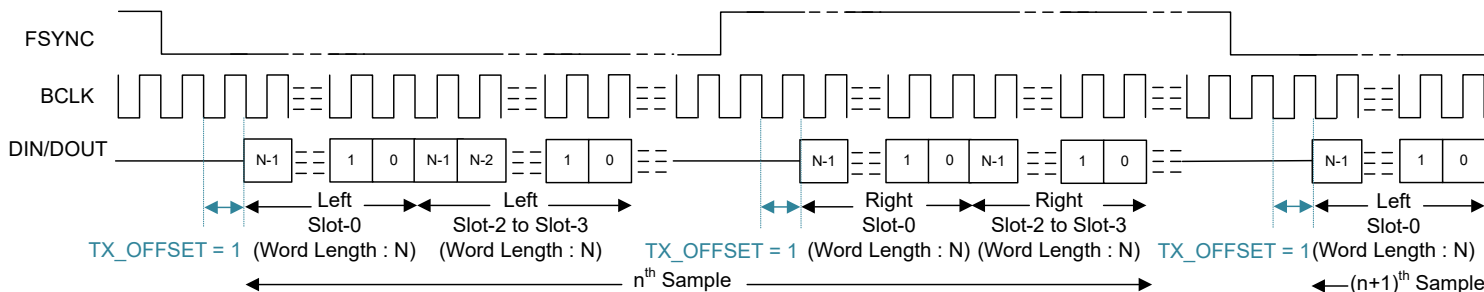 FSYNC
BCLK
DIN/DOUT
N-1 1 0 N-1 N-2 1 0 N-1 1 0 N-1 1 0 N-1 1 0
Left Left Right Right Left
Slot-0 Slot-2 to Slot-3 Slot-0 Slot-2 to Slot-3 Slot-0
TX_OFFSET = 1 (Word Length : N) (Word Length : N) TX_OFFSET = 1 (Word Length : N) (Word Length : N) TX_OFFSET = 1 (Word Length : N)
nth Sample (n+1)th Sample